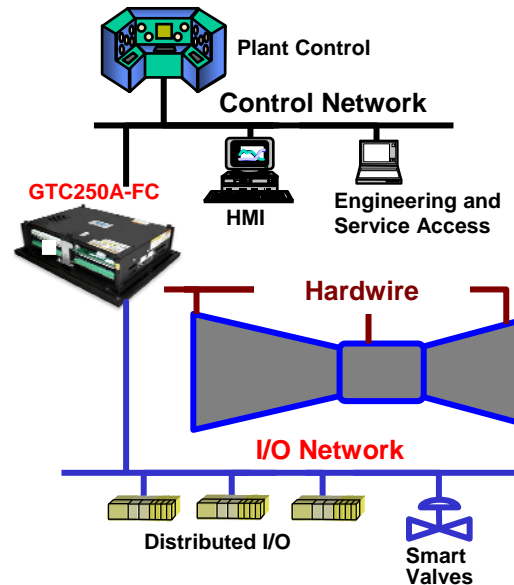 Plant Control
Control Network
GTC250A-FC
HMI
Engineering and
Service Access
Hardwire
I/O Network
Distributed I/O
Smart
Valves